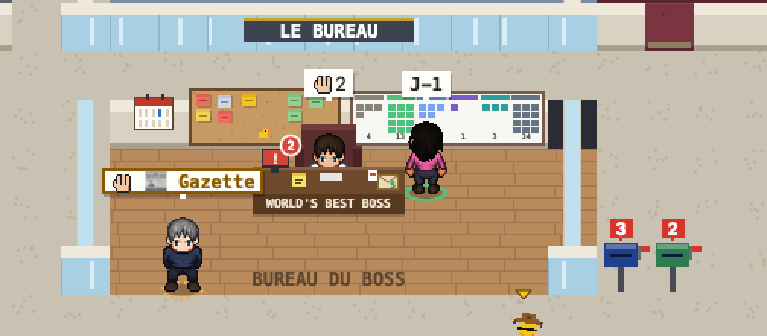 LE BUREAU
2
J-1
2
!
Gazette
WORLD'S BEST BOSS
3
2
BUREAU DU BOSS